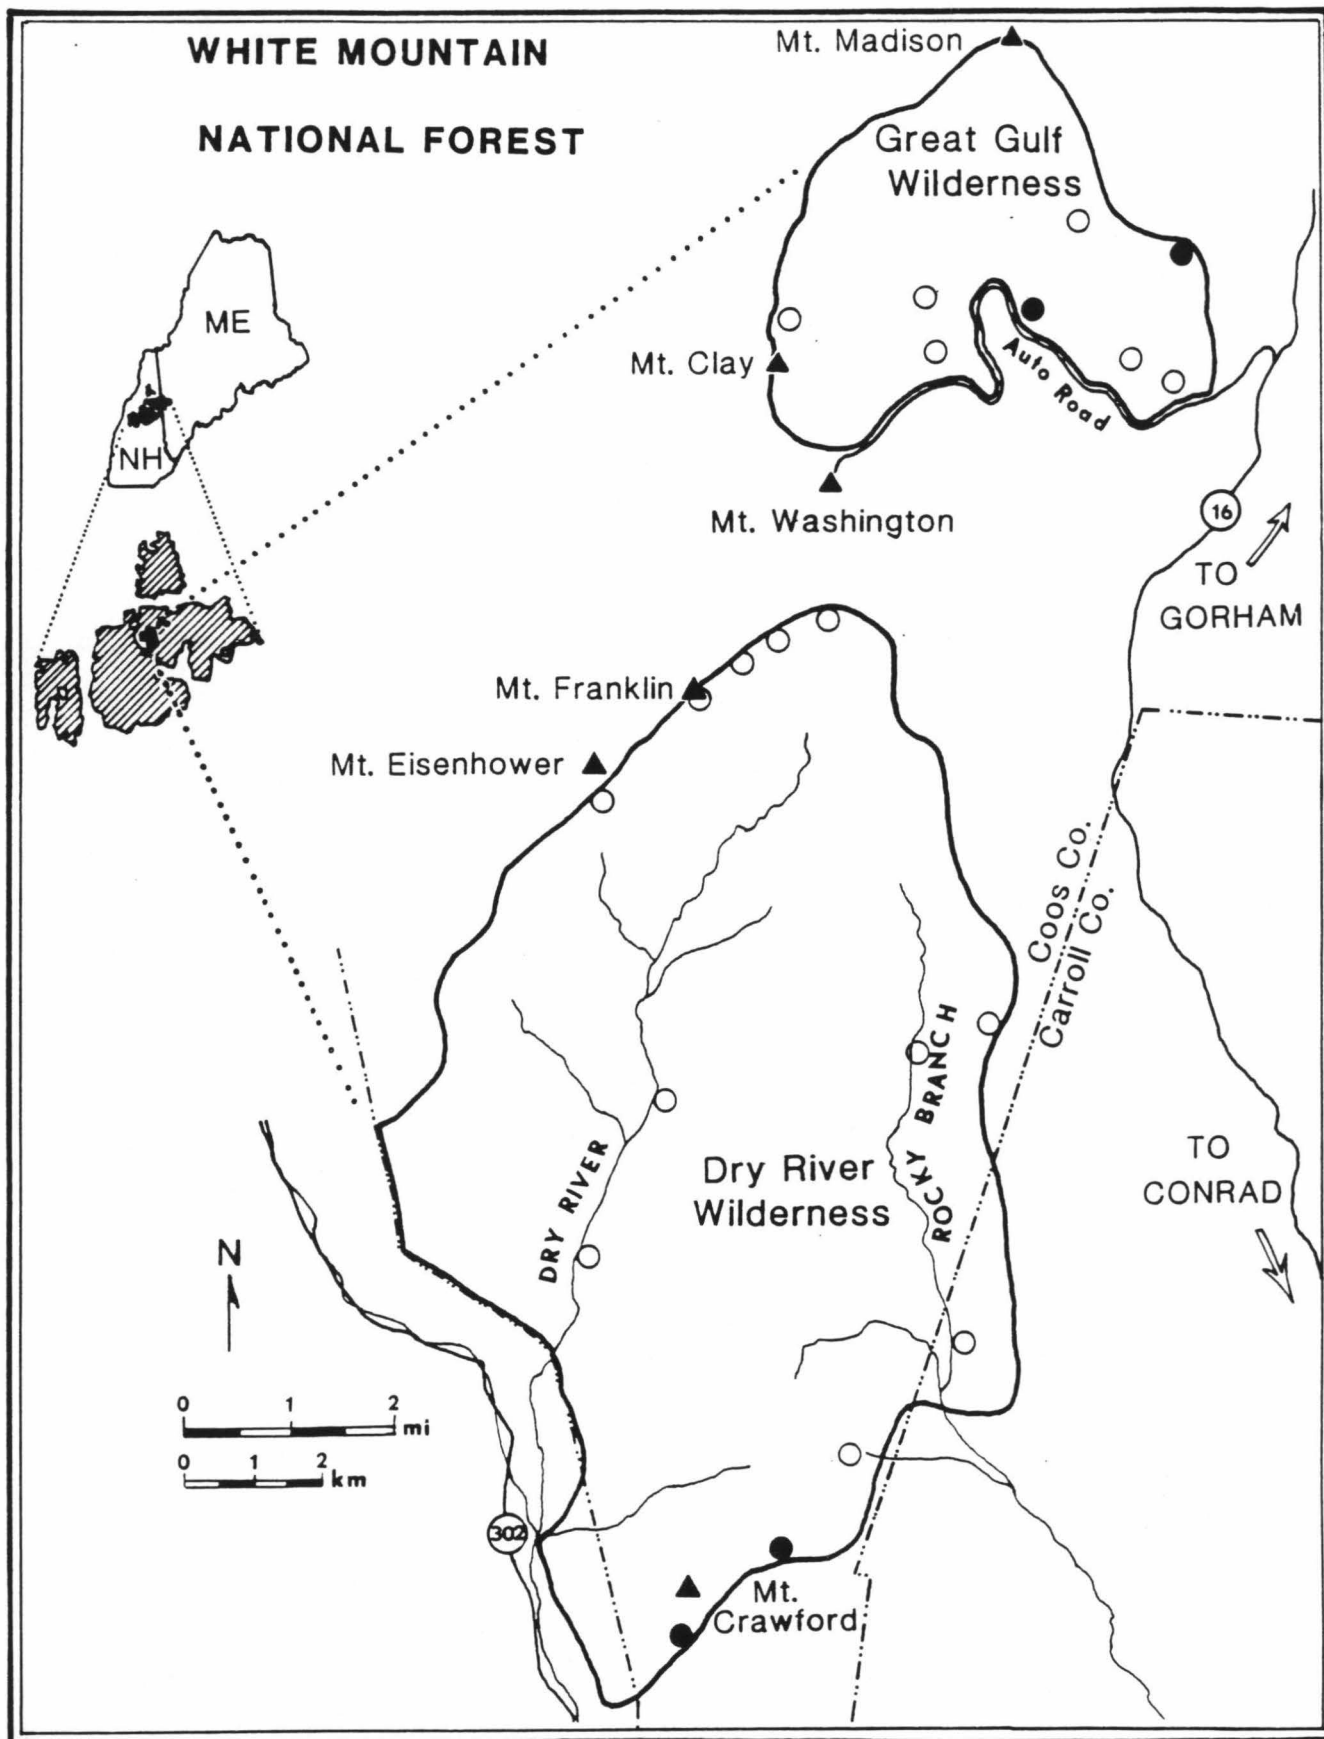 WHITE MOUNTAIN
NATIONAL FOREST
Mt. Madison
Great Gulf
Wilderness
ME
NH
Mt. Clay
Auto Road
Mt. Washington
16
TO
GORHAM
Mt. Franklin
Mt. Eisenhower
Coos Co.
Carroll Co.
ROCKY BRANCH
DRY RIVER
Dry River
Wilderness
TO
CONRAD
N
0 1 2
mi
0 1 2
km
302
Mt.
Crawford